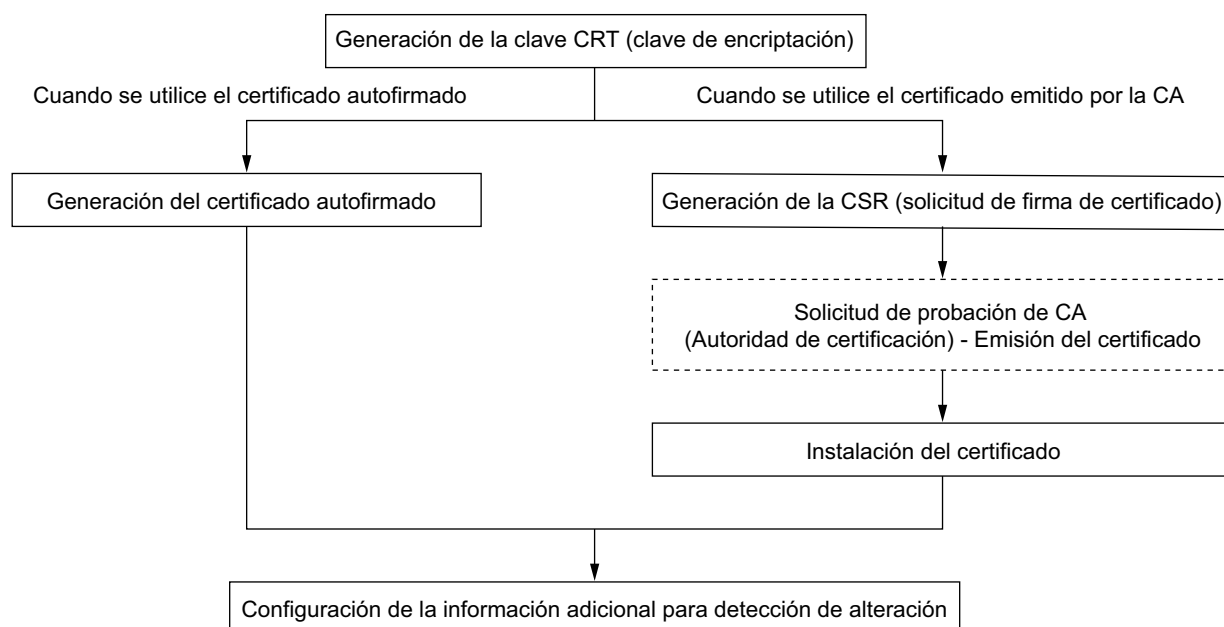 Generación de la clave CRT (clave de encriptación)
Cuando se utilice el certificado autofirmado
Cuando se utilice el certificado emitido por la CA
Generación del certificado autofirmado
Generación de la CSR (solicitud de firma de certificado)
Solicitud de probación de CA
(Autoridad de certificación) - Emisión del certificado
Instalación del certificado
Configuración de la información adicional para detección de alteración